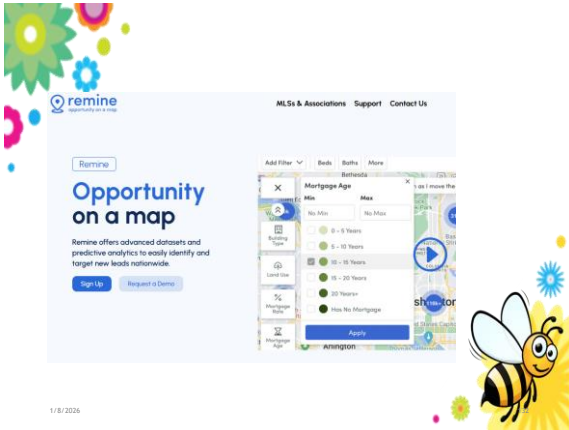 remine
opportunity on a map
MLSs & Associations Support Contact Us
Remine
Opportunity
on a map
Remine offers advanced datasets and
predictive analytics to easily identify and
target new leads nationwide.
Sign Up Request a Demo
Add Filter Beds Baths More
Bethesda
Mortgage Age
as I move the
Min Max
No Min No Max
0 - 5 Years
5 - 10 Years
10 - 15 Years
15 - 20 Years
20 Years+
Has No Mortgage
Apply
Building
Type
Land Use
Mortgage
Rate
Mortgage
Age
Arlington
1/8/2026